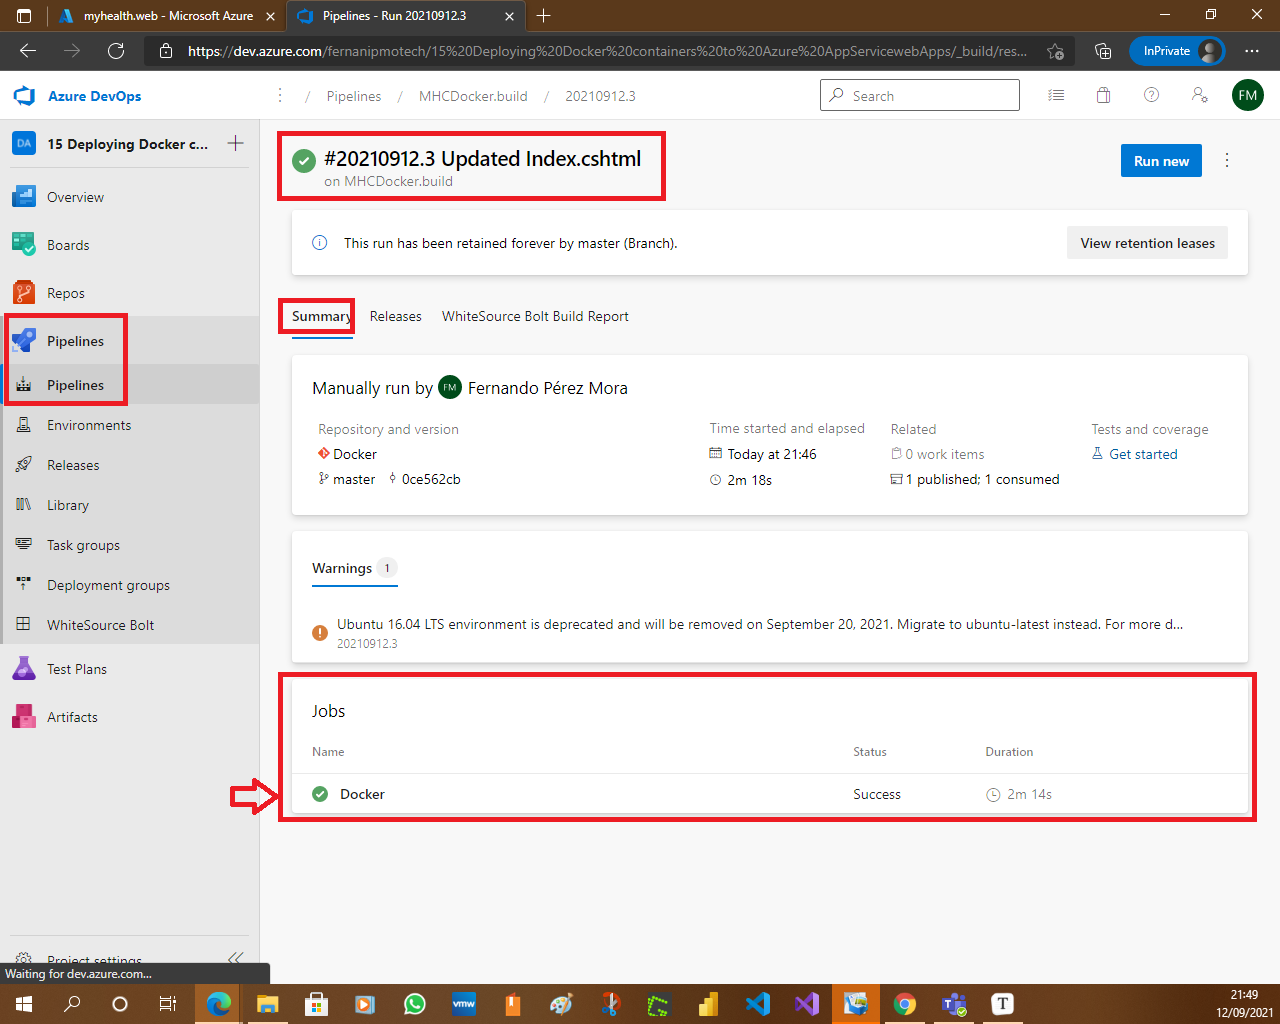 myhealth.web - Microsoft Azure
Pipelines - Run 20210912.3
https://dev.azure.com/fernanipmotech/15%20Deploying%20Docker%20containers%20to%20Azure%20AppServicewebApps/_build/res...
InPrivate
Azure DevOps
/ Pipelines / MHCDocker.build / 20210912.3
Search
FM
DA 15 Deploying Docker c...
Overview
Boards
Repos
Pipelines
Pipelines
Environments
Releases
Library
Task groups
Deployment groups
WhiteSource Bolt
Test Plans
Artifacts
Project settings
Waiting for dev.azure.com...
#20210912.3 Updated Index.cshtml
on MHCDocker.build
Run new
This run has been retained forever by master (Branch).
View retention leases
Summary
Releases
WhiteSource Bolt Build Report
Manually run by FM Fernando Pérez Mora
Repository and version
Docker
master 0ce562cb
Time started and elapsed
Today at 21:46
2m 18s
Related
0 work items
1 published; 1 consumed
Tests and coverage
Get started
Warnings 1
Ubuntu 16.04 LTS environment is deprecated and will be removed on September 20, 2021. Migrate to ubuntu-latest instead. For more d...
20210912.3
Jobs
Name Status Duration
Docker Success 2m 14s
vmw
T
21:49
12/09/2021